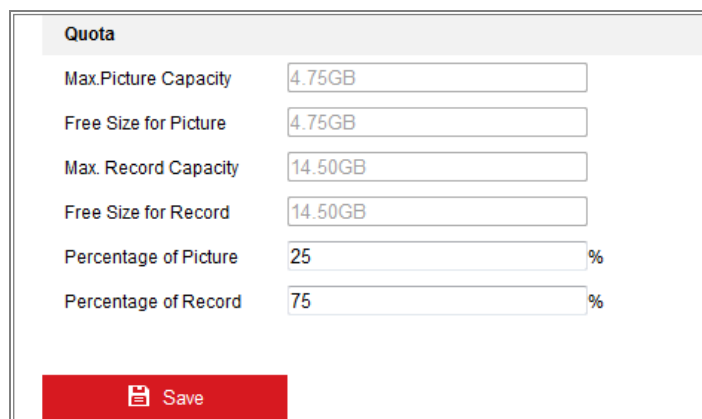 Quota
Max.Picture Capacity 4.75GB
Free Size for Picture 4.75GB
Max. Record Capacity 14.50GB
Free Size for Record 14.50GB
Percentage of Picture 25 %
Percentage of Record 75 %
Save